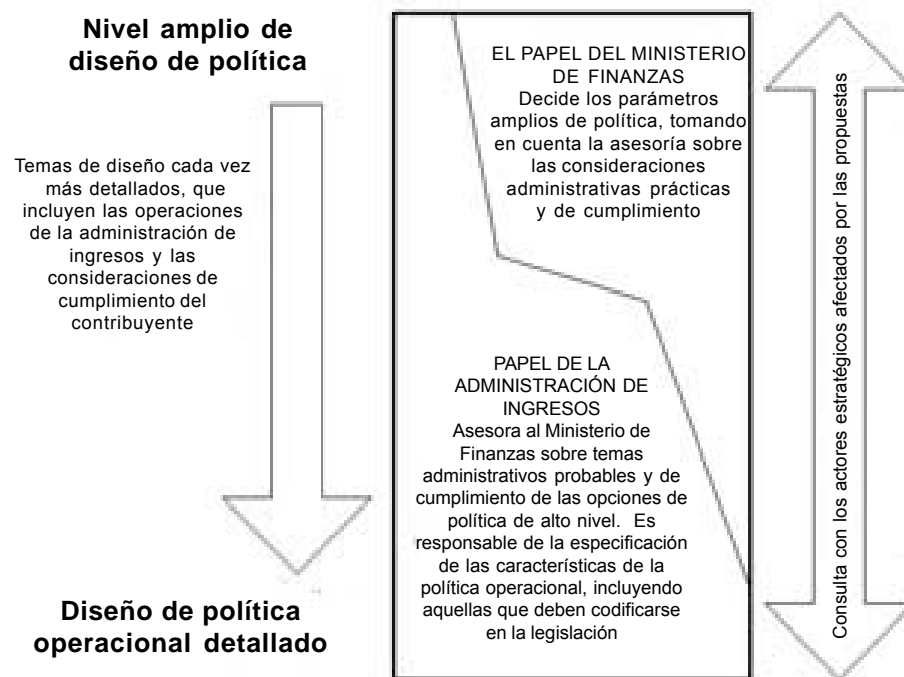 Nivel amplio de
diseño de política
Temas de diseño cada vez
más detallados, que
incluyen las operaciones
de la administración de
ingresos y las
consideraciones de
cumplimiento del
contribuyente
Diseño de política
operacional detallado
EL PAPEL DEL MINISTERIO
DE FINANZAS
Decide los parámetros
amplios de política, tomando
en cuenta la asesoría sobre
las consideraciones
administrativas prácticas
y de cumplimiento
PAPEL DE LA
ADMINISTRACIÓN DE
INGRESOS
Asesora al Ministerio de
Finanzas sobre temas
administrativos probables y de
cumplimiento de las opciones de
política de alto nivel. Es
responsable de la especificación
de las características de la
política operacional, incluyendo
aquellas que deben codificarse
en la legislación
Consulta con los actores estratégicos afectados por las propuestas